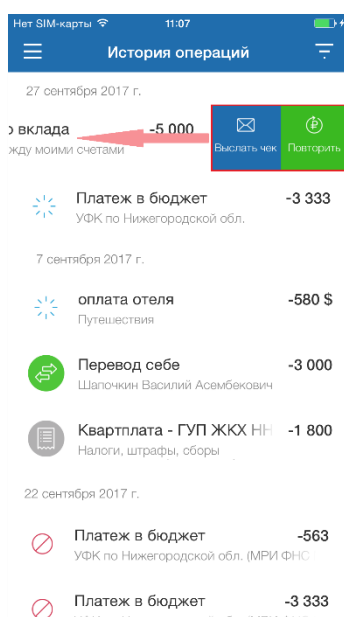 Нет SIM-карты 11:07
История операций
27 сентября 2017 г.
вклада -5 000
жду моими счетами
Выслать чек Повторить
Платеж в бюджет -3 333
УФК по Нижегородской обл.
7 сентября 2017 г.
оплата отеля -580 $
Путешествия
Перевод себе -3 000
Шапочкин Василий Асембекович
Квартплата - ГУП ЖКХ НН -1 800
Налоги, штрафы, сборы
22 сент 2017 г.
Платеж в бюджет -563
УФК по Нижегородской обл. (МРИ ФНС
Платеж в бюджет -3 333